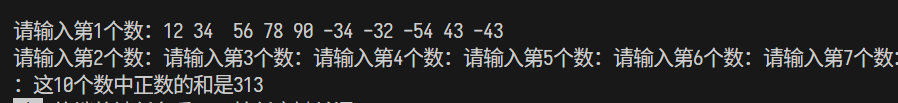 请输入第1个数：12 34  56 78 90 -34 -32 -54 43 -43
请输入第2个数：请输入第3个数：请输入第4个数：请输入第5个数：请输入第6个数：请输入第7个数：
：这10个数中正数的和是313